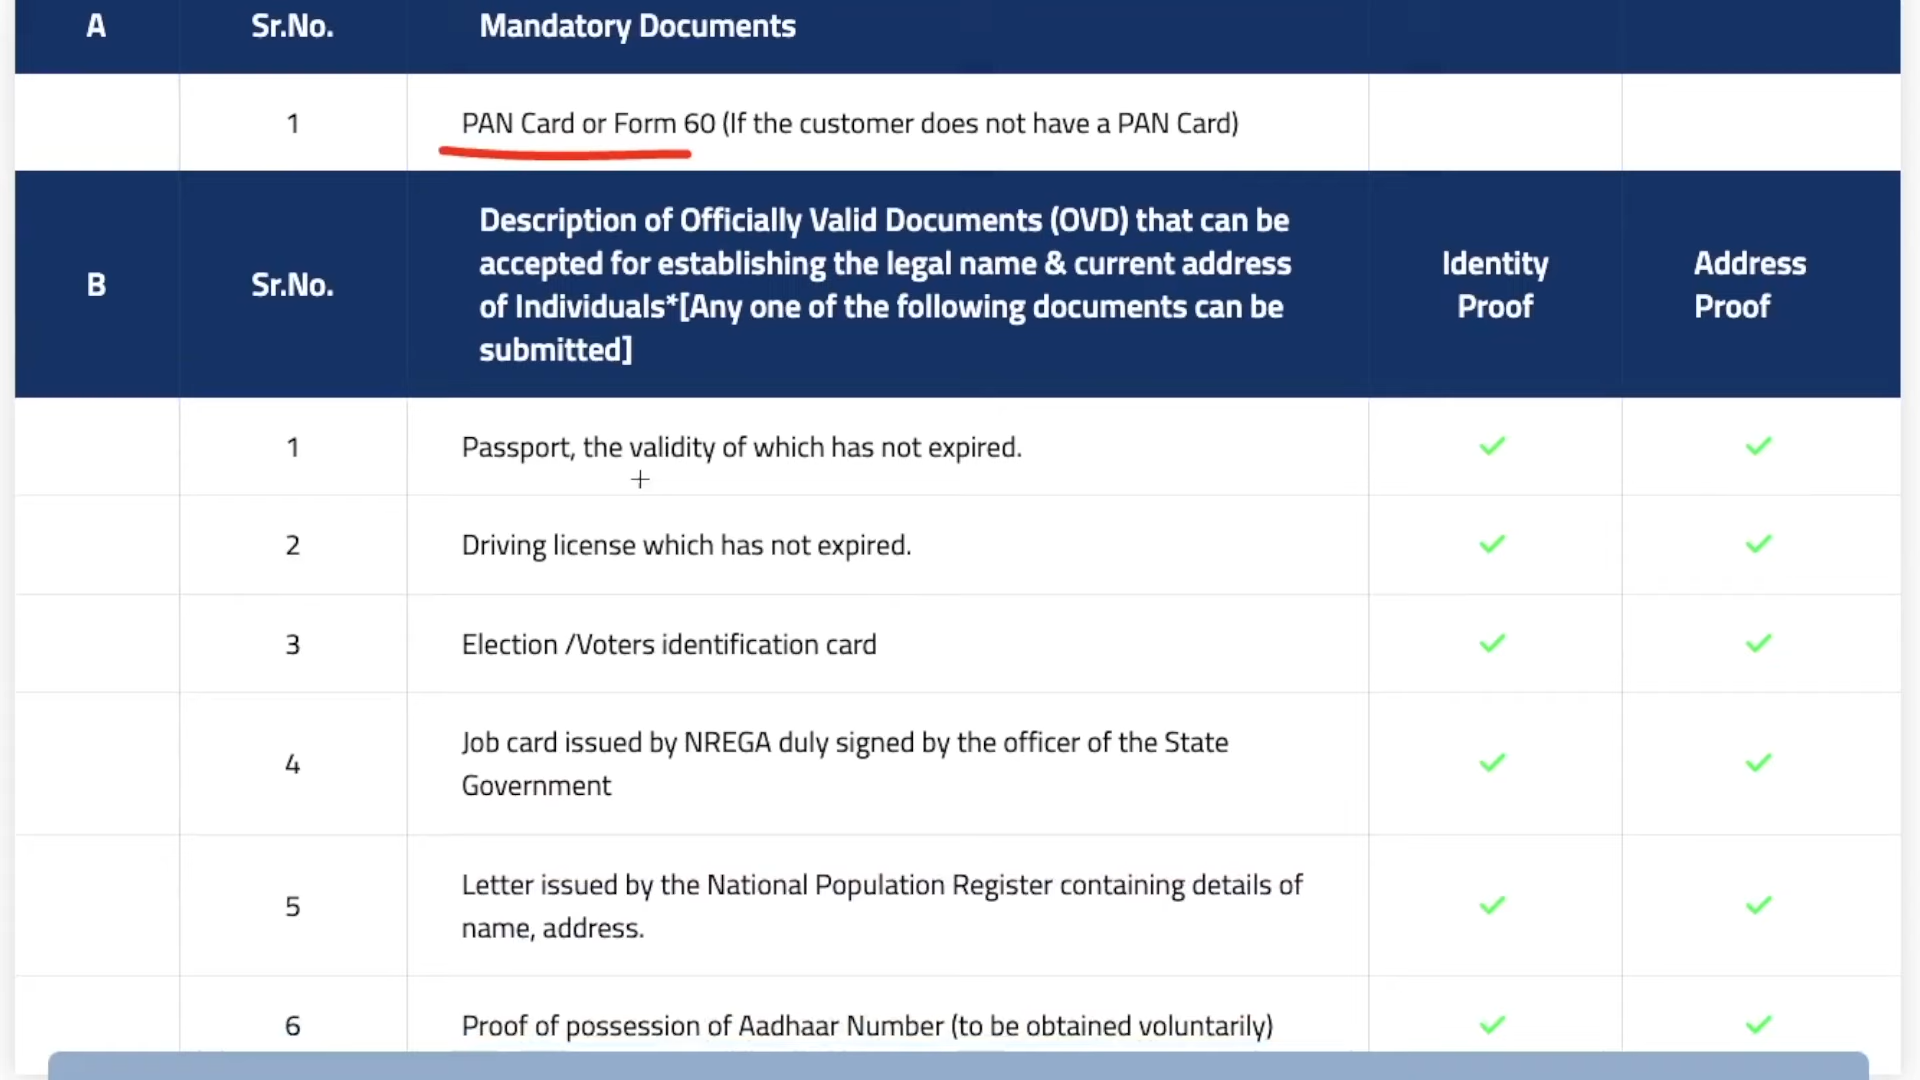 A Sr.No. Mandatory Documents
1 PAN Card or Form 60 (If the customer does not have a PAN Card)
B Sr.No. Description of Officially Valid Documents (OVD) that can be
accepted for establishing the legal name & current address
of Individuals*[Any one of the following documents can be
submitted]
Identity
Proof
Address
Proof
1 Passport, the validity of which has not expired.
2 Driving license which has not expired.
3 Election /Voters identification card
4 Job card issued by NREGA duly signed by the officer of the State
Government
5 Letter issued by the National Population Register containing details of
name, address.
6 Proof of possession of Aadhaar Number (to be obtained voluntarily)